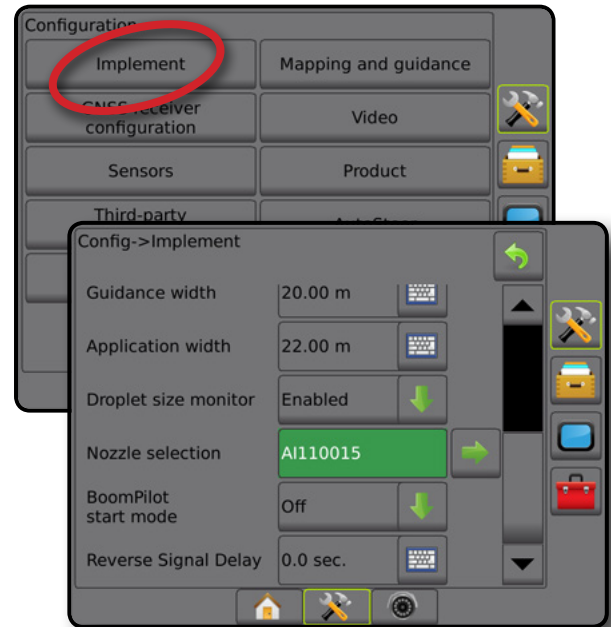 Configuration
Implement
Mapping and guidance
GNSS receiver
configuration
Video
Sensors
Product
Third-party
Config->Implement
Guidance width
20.00 m
Application width
22.00 m
Droplet size monitor
Enabled
Nozzle selection
AI110015
BoomPilot
start mode
Off
Reverse Signal Delay
0.0 sec.